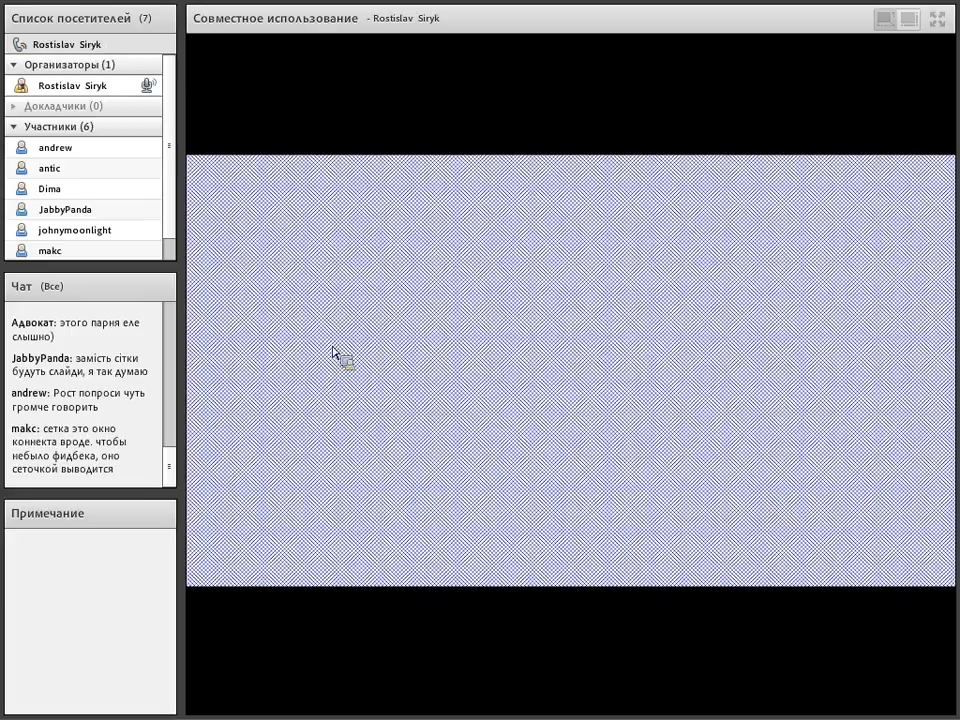 Список посетителей (7)
Rostislav Siryk
Организаторы (1)
Rostislav Siryk
Докладчики (0)
Участники (6)
andrew
antic
Dima
JabbyPanda
johnymoonlight
makc
Чат (Все)
Адвокат: этого парня еле
слышно)
JabbyPanda: замість сітки
будуть слайди, я так думаю
andrew: Рост попроси чуть
громче говорить
makc: сетка это окно
коннекта вроде. чтобы
небыло фидбека, оно
сеточкой выводится
Примечание
Совместное использование - Rostislav Siryk